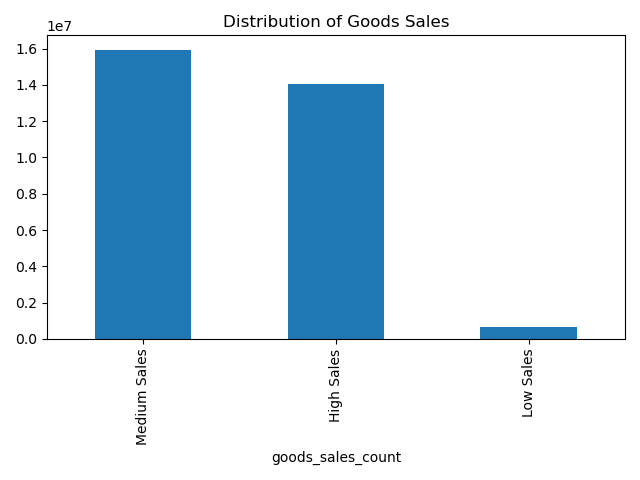 Distribution of Goods Sales
1e7
1.6
1.4
1.2
1.0
0.8
0.6
0.4
0.2
0.0
Medium Sales
High Sales
Low Sales
goods_sales_count